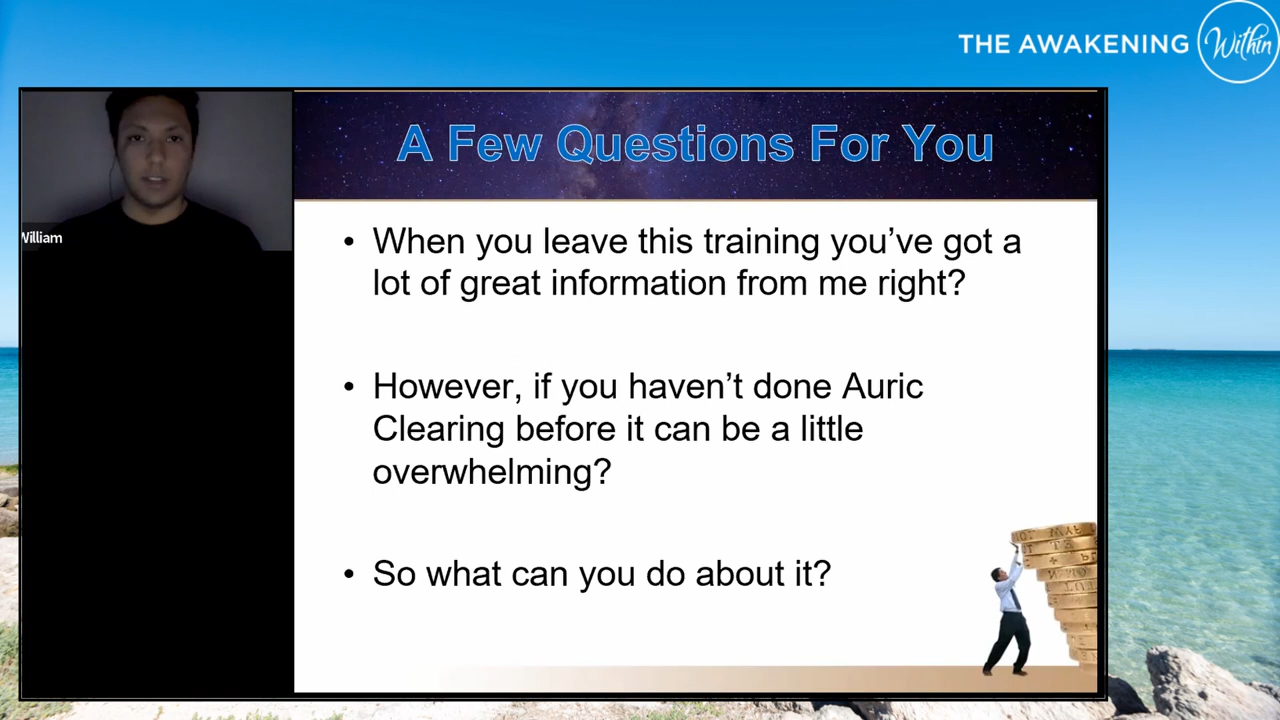 THE AWAKENING Within
A Few Questions For You
William
• When you leave this training you’ve got a
lot of great information from me right?
• However, if you haven’t done Auric
Clearing before it can be a little
overwhelming?
• So what can you do about it?